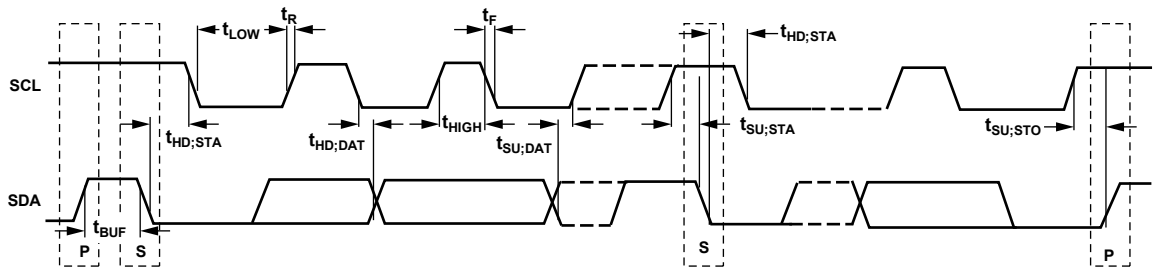 tR
tF
tLOW
tHD;STA
SCL
tHD;STA
tHD;DAT
tHIGH
tSU;DAT
tSU;STA
tSU;STO
SDA
tBUF
P
S
S
P